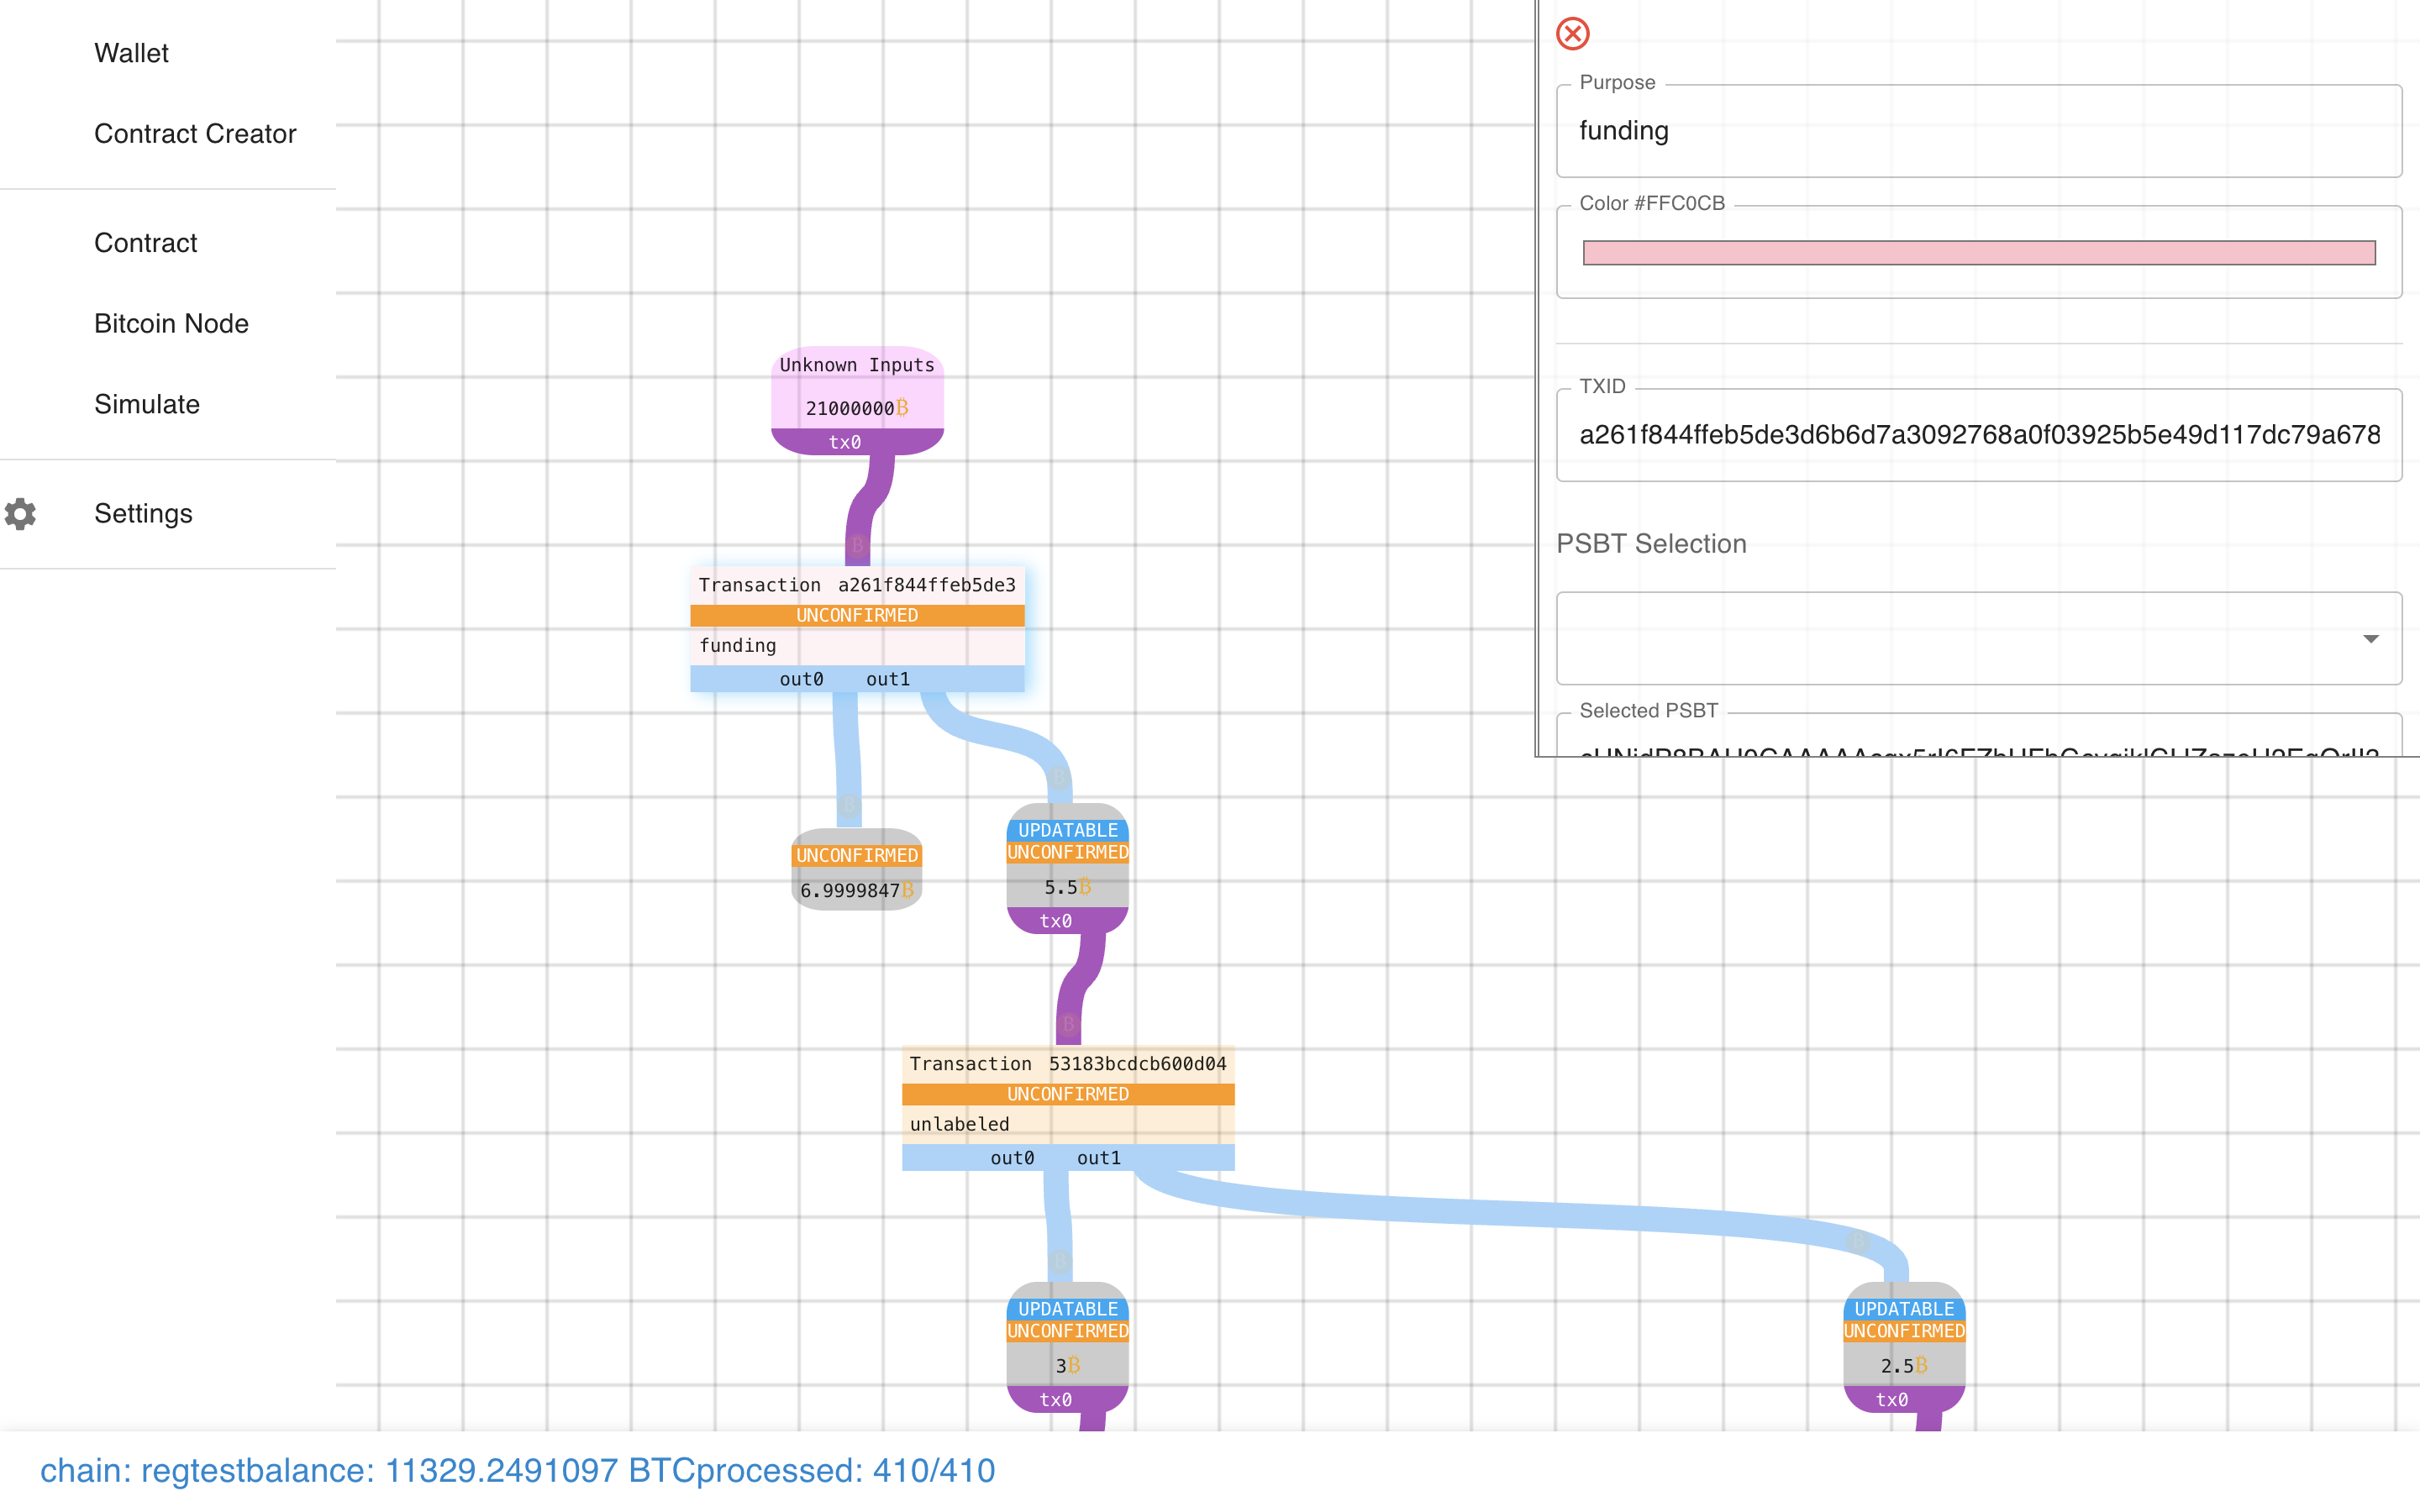 Wallet
Contract Creator
Contract
Bitcoin Node
Simulate
Settings
Unknown Inputs
21000000₿
tx0
Transaction a261f844ffeb5de3
UNCONFIRMED
funding
out0 out1
UNCONFIRMED
6.9999847₿
UPDATABLE
UNCONFIRMED
5.5₿
tx0
Transaction 53183bcdcb600d04
UNCONFIRMED
unlabeled
out0 out1
UPDATABLE
UNCONFIRMED
3₿
tx0
UPDATABLE
UNCONFIRMED
2.5₿
tx0
Purpose
funding
Color #FFC0CB
TXID
a261f844ffeb5de3d6b6d7a3092768a0f03925b5e49d117dc79a678
PSBT Selection
Selected PSBT
chain: regtestbalance: 11329.2491097 BTCprocessed: 410/410